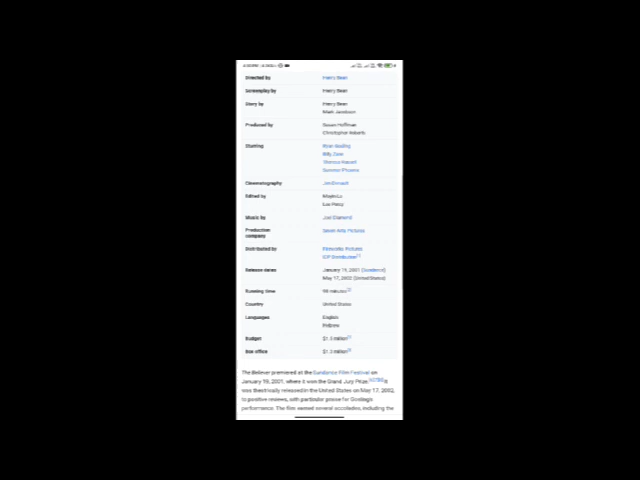 Directed by Henry Bean
Screenplay by Henry Bean
Story by Henry Bean
Mark Jacobson
Produced by Susan Hoffman
Christopher Roberts
Starring Ryan Gosling
Billy Zane
Theresa Russell
Summer Phoenix
Cinematography Jim Denault
Edited by
Lee Percy
Music by Joel Diamond
Production
company Seven Arts Pictures
Distributed by Fireworks Pictures
IDP Distribution[1]
Release dates January 19, 2001 (Sundance)
May 17, 2002 (United States)
Running time minutes
Country United States
Languages English
Hebrew
Budget million
Box office $1.3 million
The Believer premiered at the Sundance Film Festival on
January 19, 2001, where it won the Grand Jury Prize. It
was theatrically released in the United States on May 17, 2002,
to positive reviews, with particular praise for Gosling's
performance. The film earned several accolades, including the